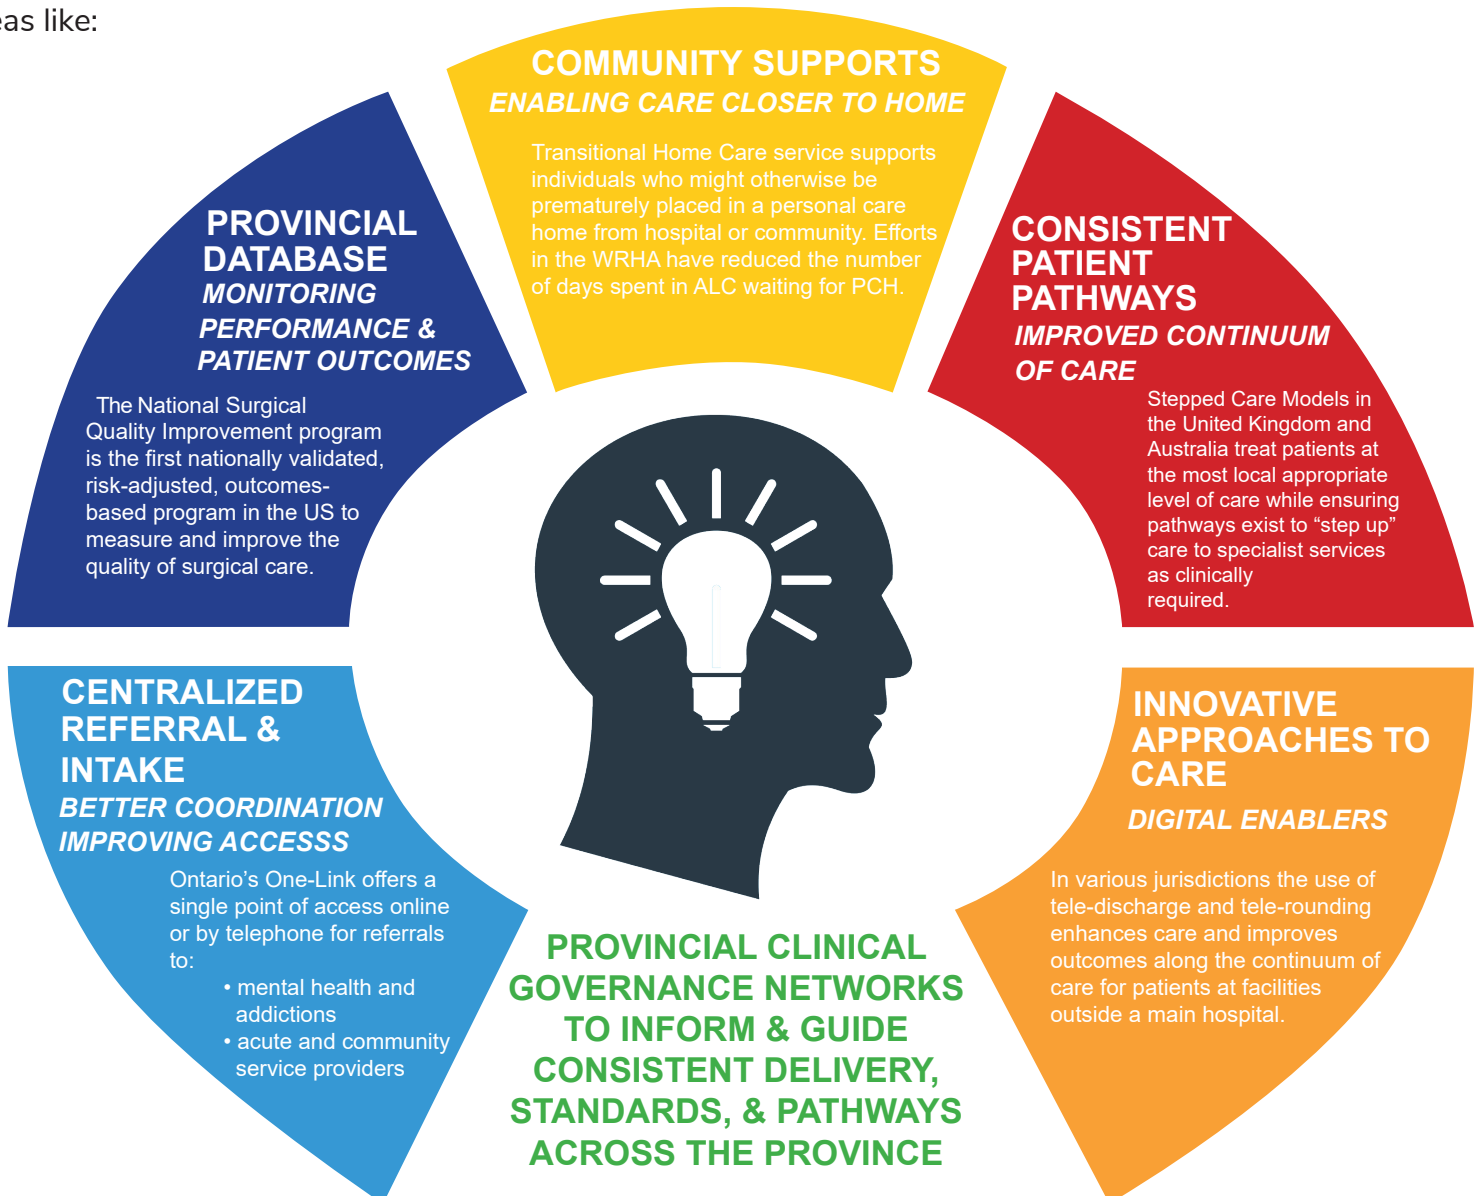 eas like:
COMMUNITY SUPPORTS
ENABLING CARE CLOSER TO HOME
Transitional Home Care service supports
individuals who might otherwise be
prematurely placed in a personal care
home from hospital or community. Efforts
in the WRHA have reduced the number
of days spent in ALC waiting for PCH.
PROVINCIAL
DATABASE
MONITORING
PERFORMANCE &
PATIENT OUTCOMES
The National Surgical
Quality Improvement program
is the first nationally validated,
risk-adjusted, outcomes-
based program in the US to
measure and improve the
quality of surgical care.
CONSISTENT
PATIENT
PATHWAYS
IMPROVED CONTINUUM
OF CARE
Stepped Care Models in
the United Kingdom and
Australia treat patients at
the most local appropriate
level of care while ensuring
pathways exist to “step up”
care to specialist services
as clinically
required.
CENTRALIZED
REFERRAL &
INTAKE
BETTER COORDINATION
IMPROVING ACCESSS
Ontario’s One-Link offers a
single point of access online
or by telephone for referrals
to:
• mental health and
addictions
• acute and community
service providers
INNOVATIVE
APPROACHES TO
CARE
DIGITAL ENABLERS
In various jurisdictions the use of
tele-discharge and tele-rounding
enhances care and improves
outcomes along the continuum of
care for patients at facilities
outside a main hospital.
PROVINCIAL CLINICAL
GOVERNANCE NETWORKS
TO INFORM & GUIDE
CONSISTENT DELIVERY,
STANDARDS, & PATHWAYS
ACROSS THE PROVINCE